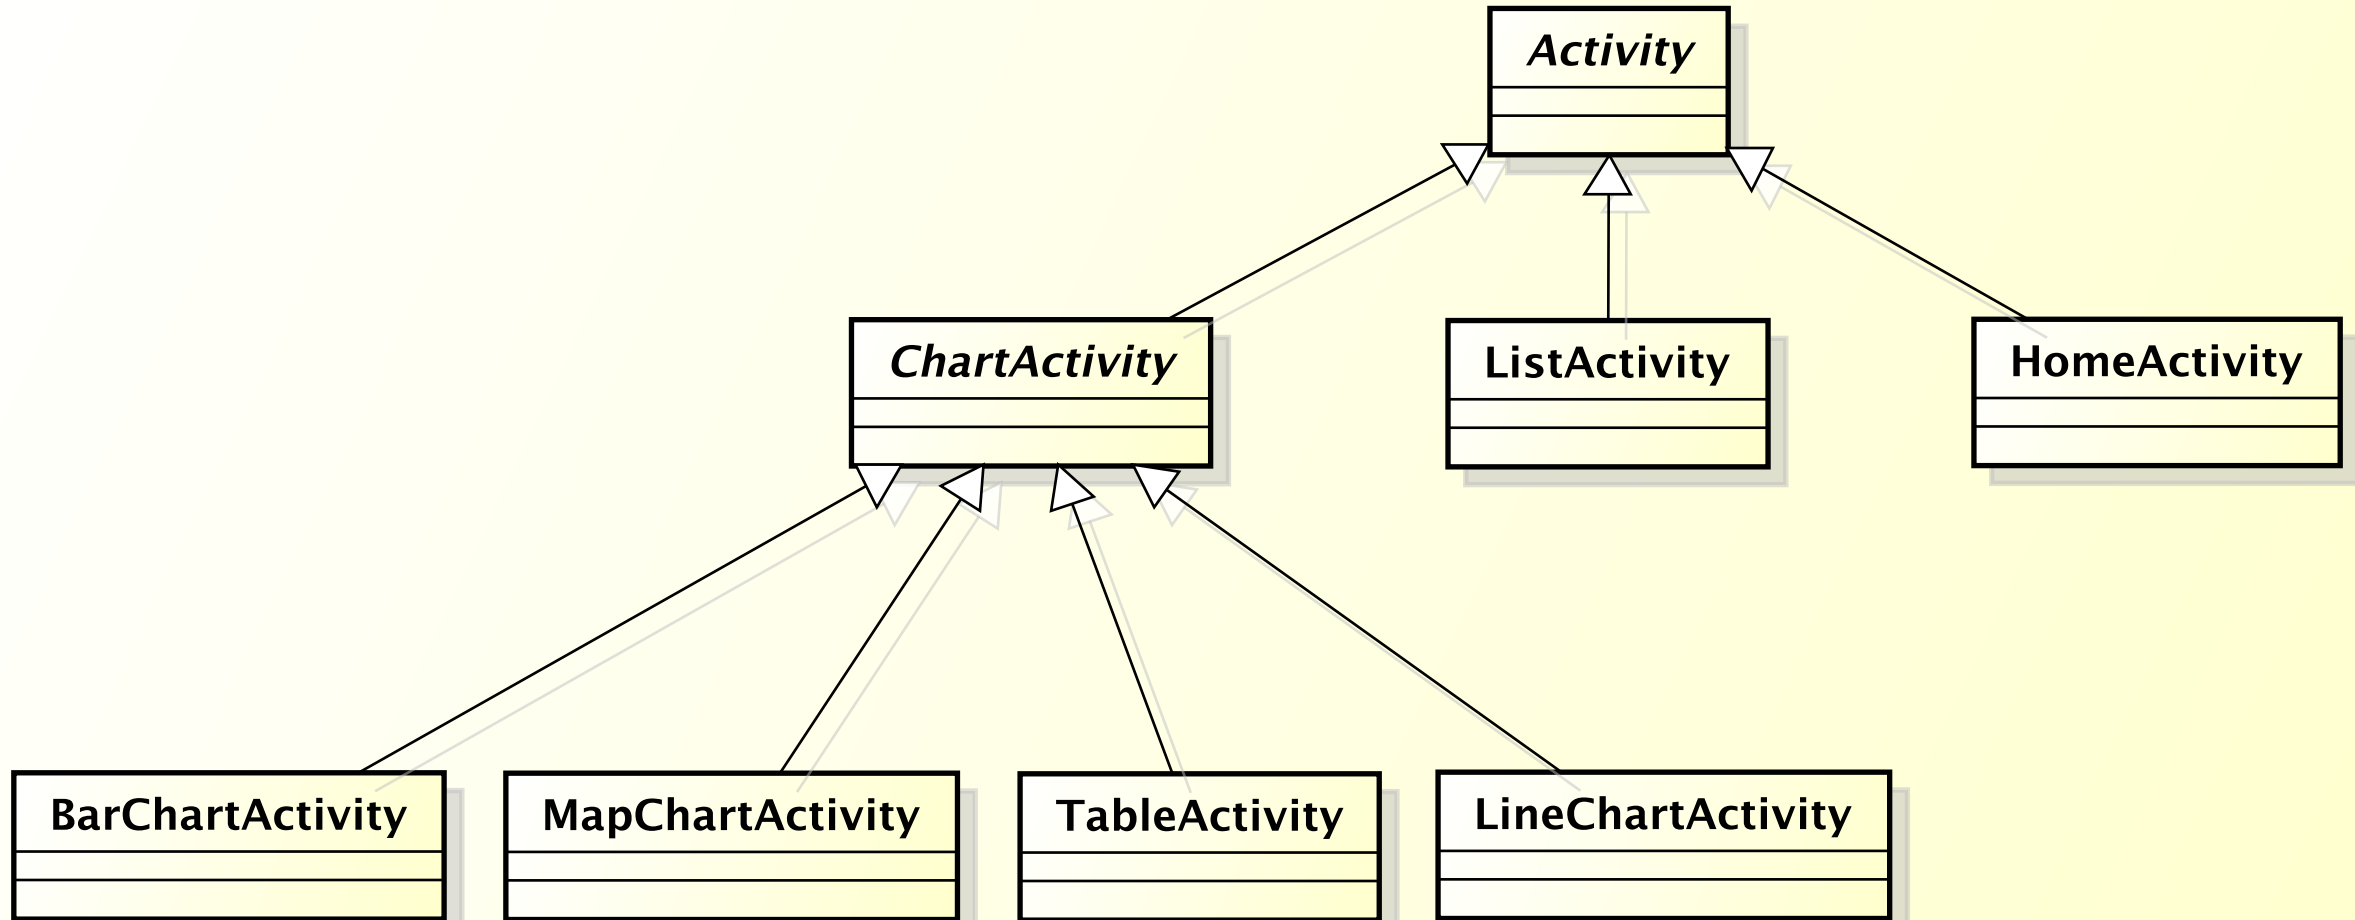 Activity
ChartActivity
ListActivity
HomeActivity
BarChartActivity
MapChartActivity
TableActivity
LineChartActivity